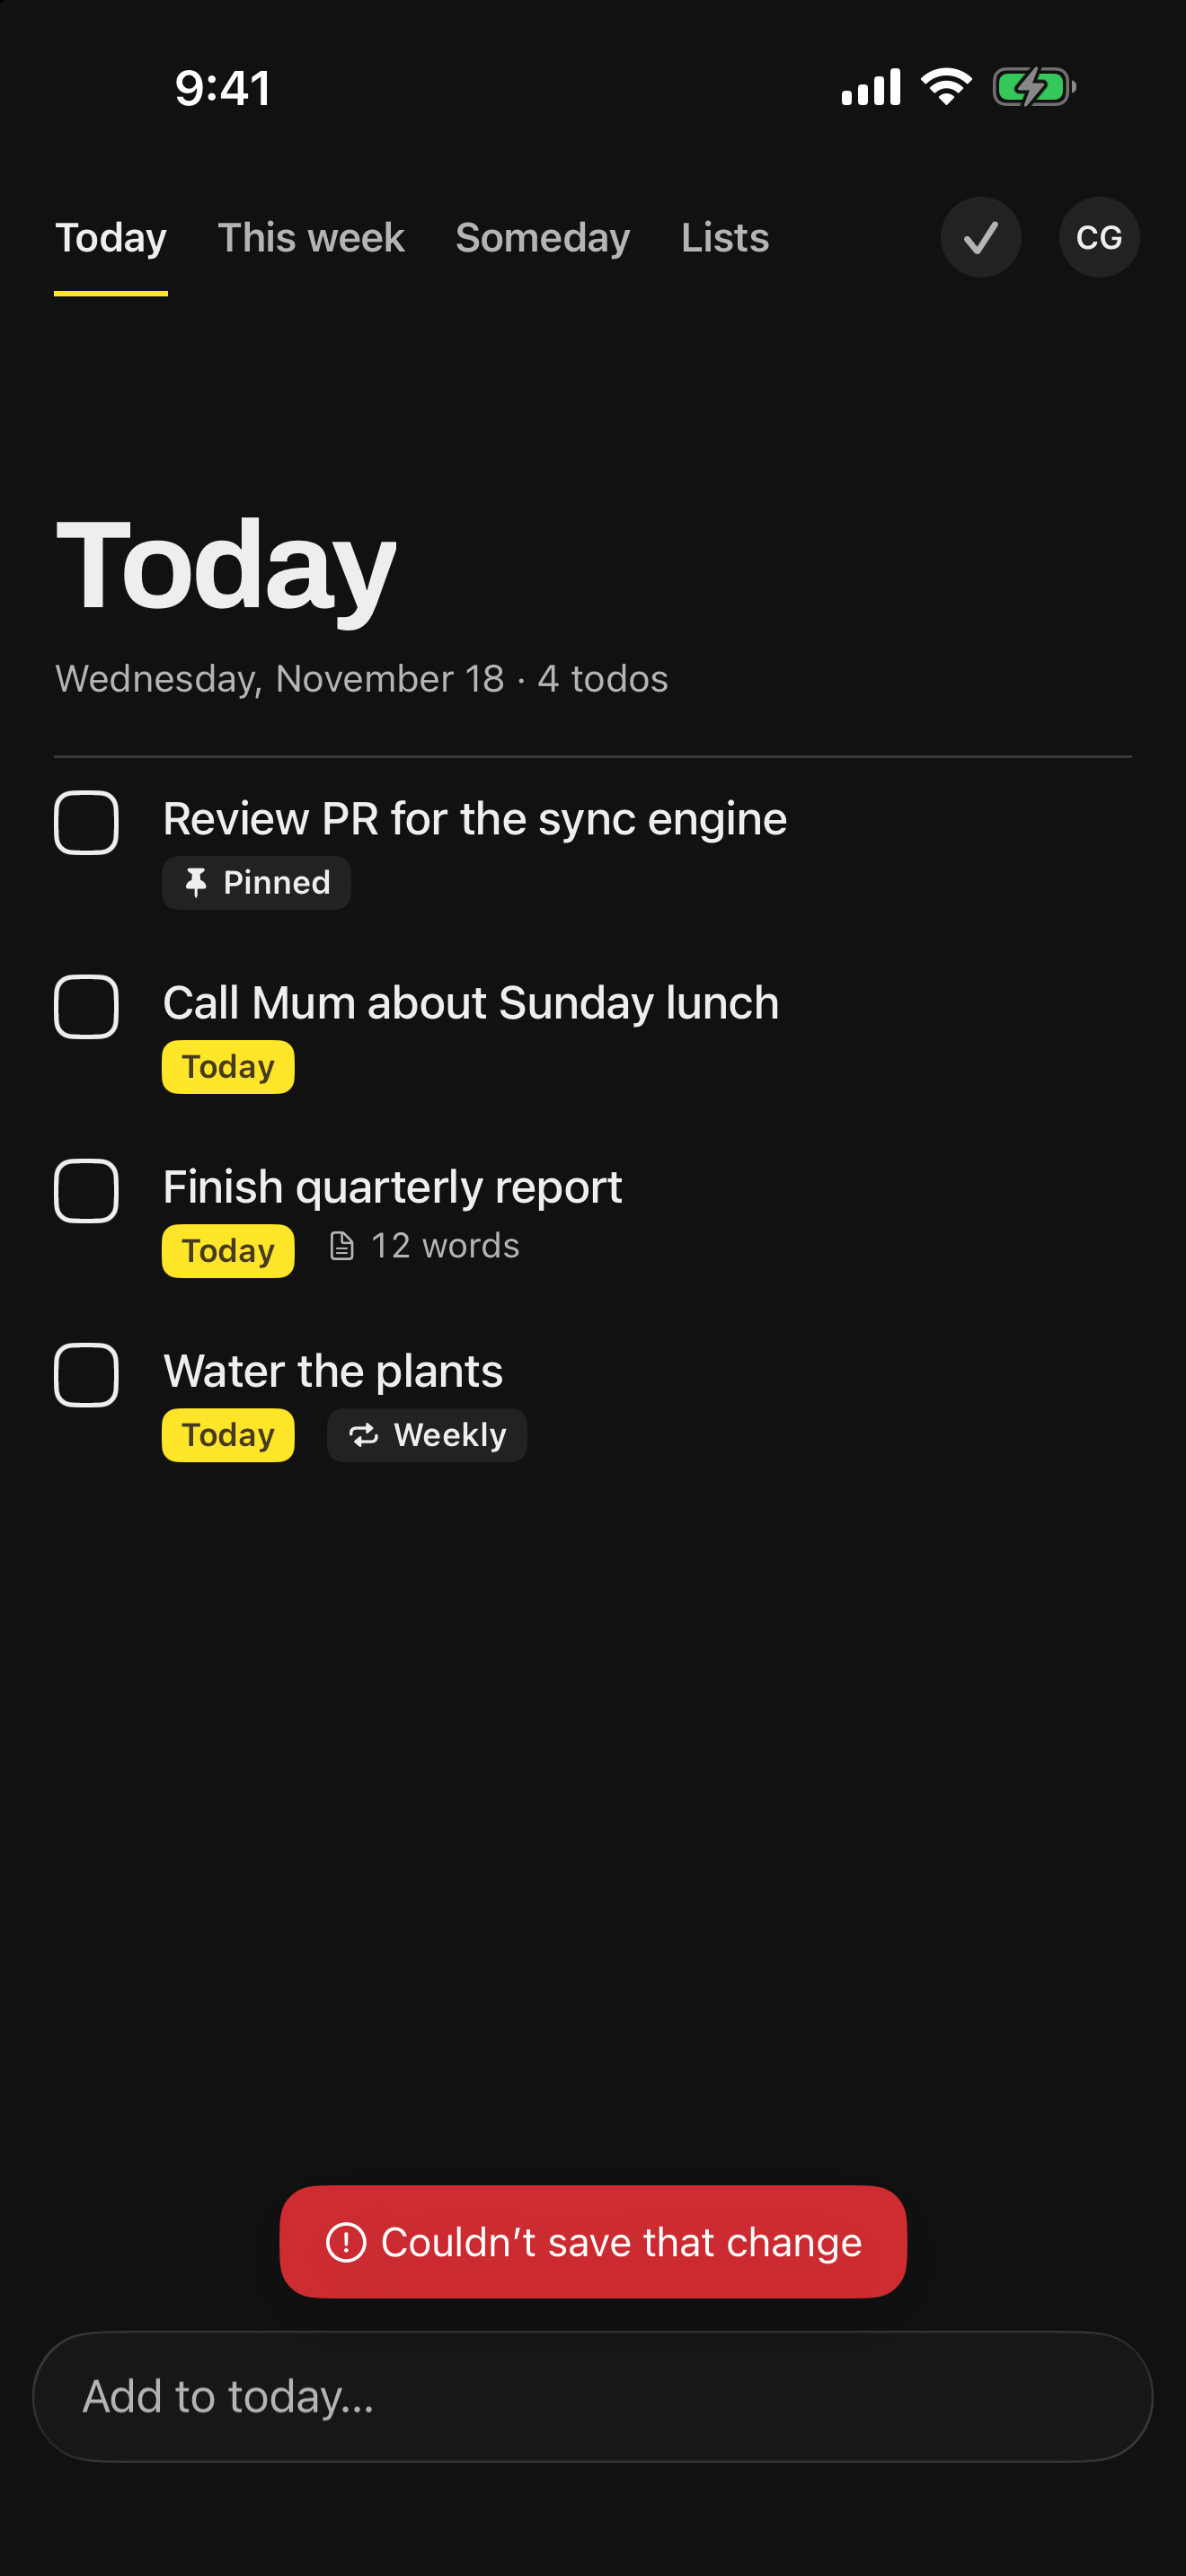 9:41
Today This week Someday Lists CG
Today
Wednesday, November 18 · 4 todos
Review PR for the sync engine
Pinned
Call Mum about Sunday lunch
Today
Finish quarterly report
Today 12 words
Water the plants
Today Weekly
Couldn’t save that change
Add to today...